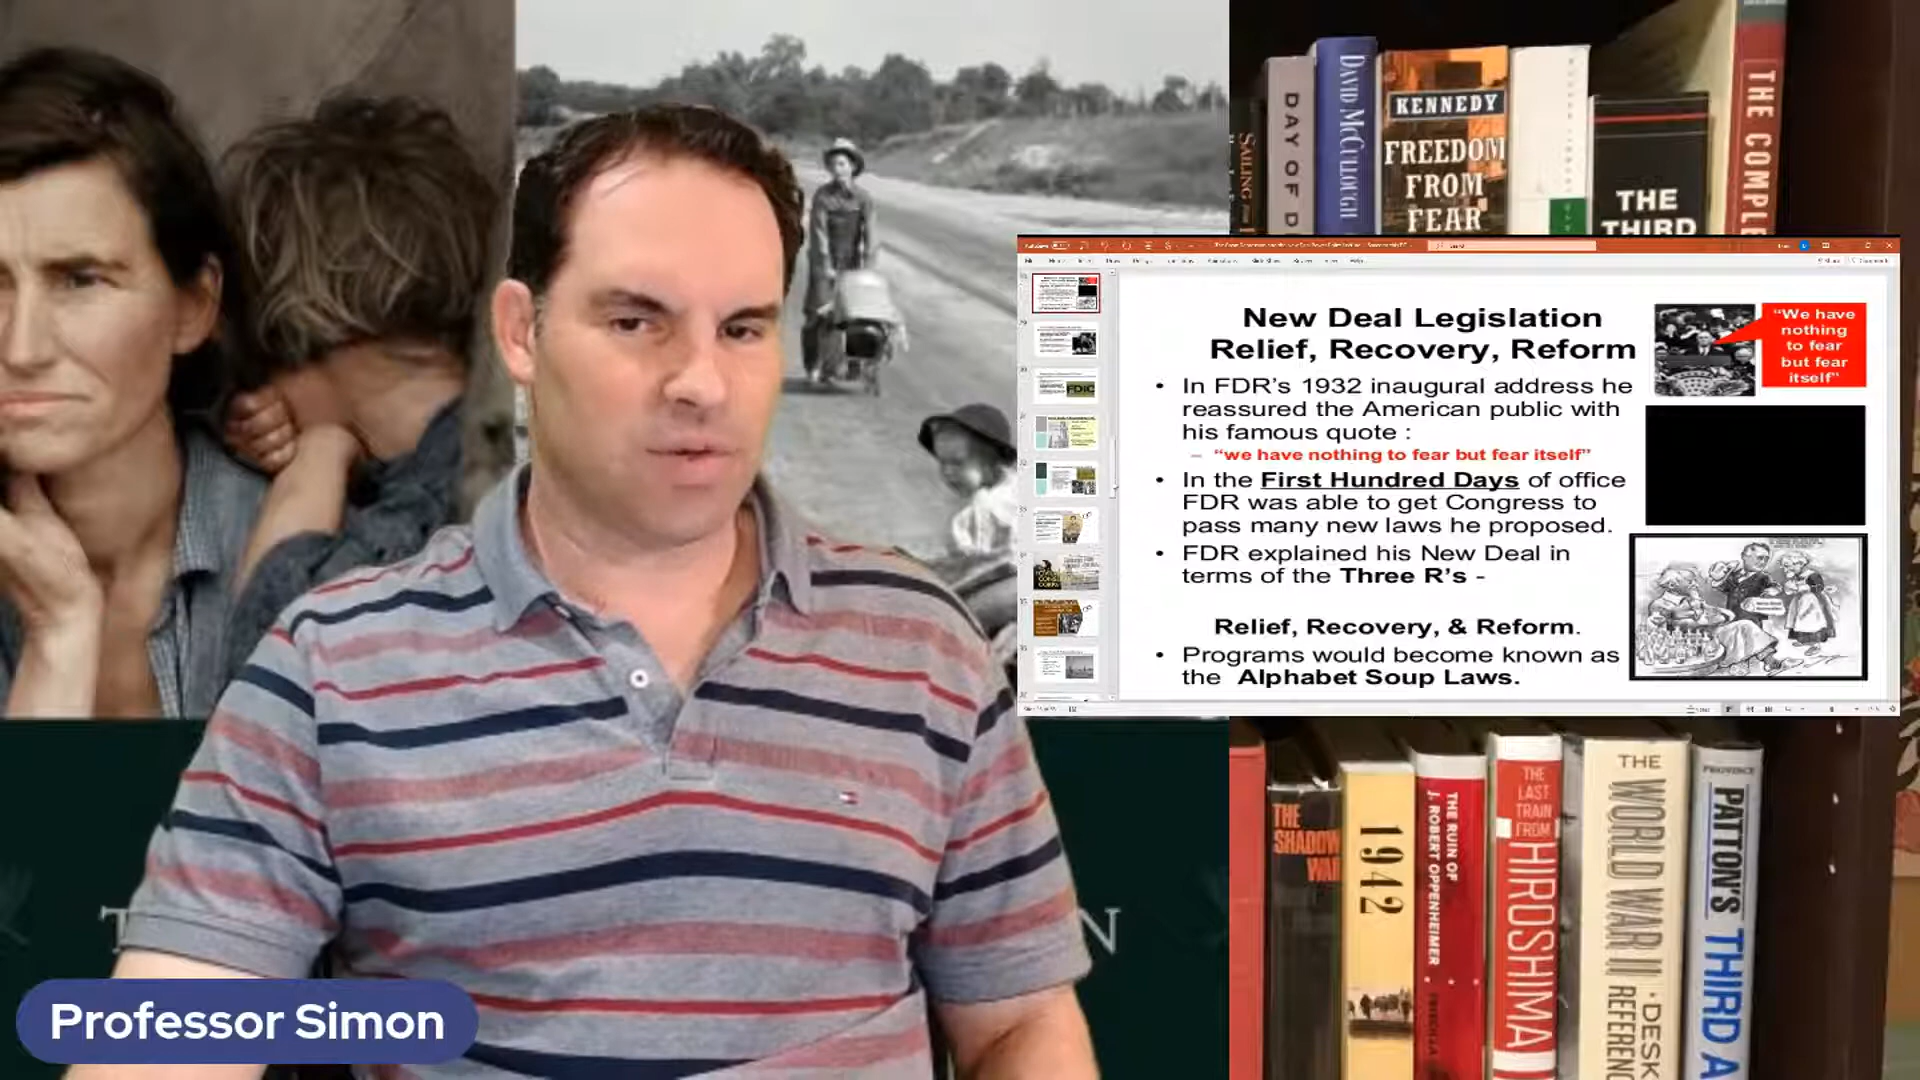 SAILING
DAY OF D
DAVID McCULLOUGH
KENNEDY
FREEDOM
FROM
FEAR
THE
THIRD
THE COMPLE
New Deal Legislation
Relief, Recovery, Reform
• In FDR's 1932 inaugural address he
reassured the American public with
his famous quote :
– "we have nothing to fear but fear itself"
• In the First Hundred Days of office
FDR was able to get Congress to
pass many new laws he proposed.
• FDR explained his New Deal in
terms of the Three R's -
Relief, Recovery, & Reform.
• Programs would become known as
the Alphabet Soup Laws.
"We have
nothing
to fear
but fear
itself"
FDIC
THE
SHADOW
WAR
1942
THE RUIN OF
J. ROBERT OPPENHEIMER
THE
LAST
TRAIN
FROM
HIROSHIMA
THE
WORLD WAR II
• DESK
REFERENC
PROVINCE
PATTON'S
THIRD A
T
N
Professor Simon